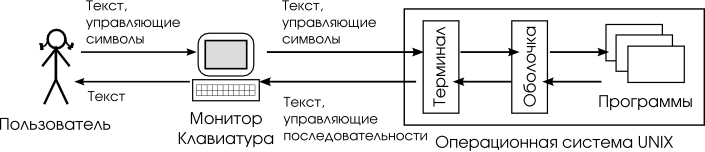 Текст,
управляющие
символы
Текст,
управляющие
символы
Терминал
Оболочка
Текст
Текст,
управляющие
последовательности
Программы
Пользователь
Монитор
Клавиатура
Операционная система UNIX